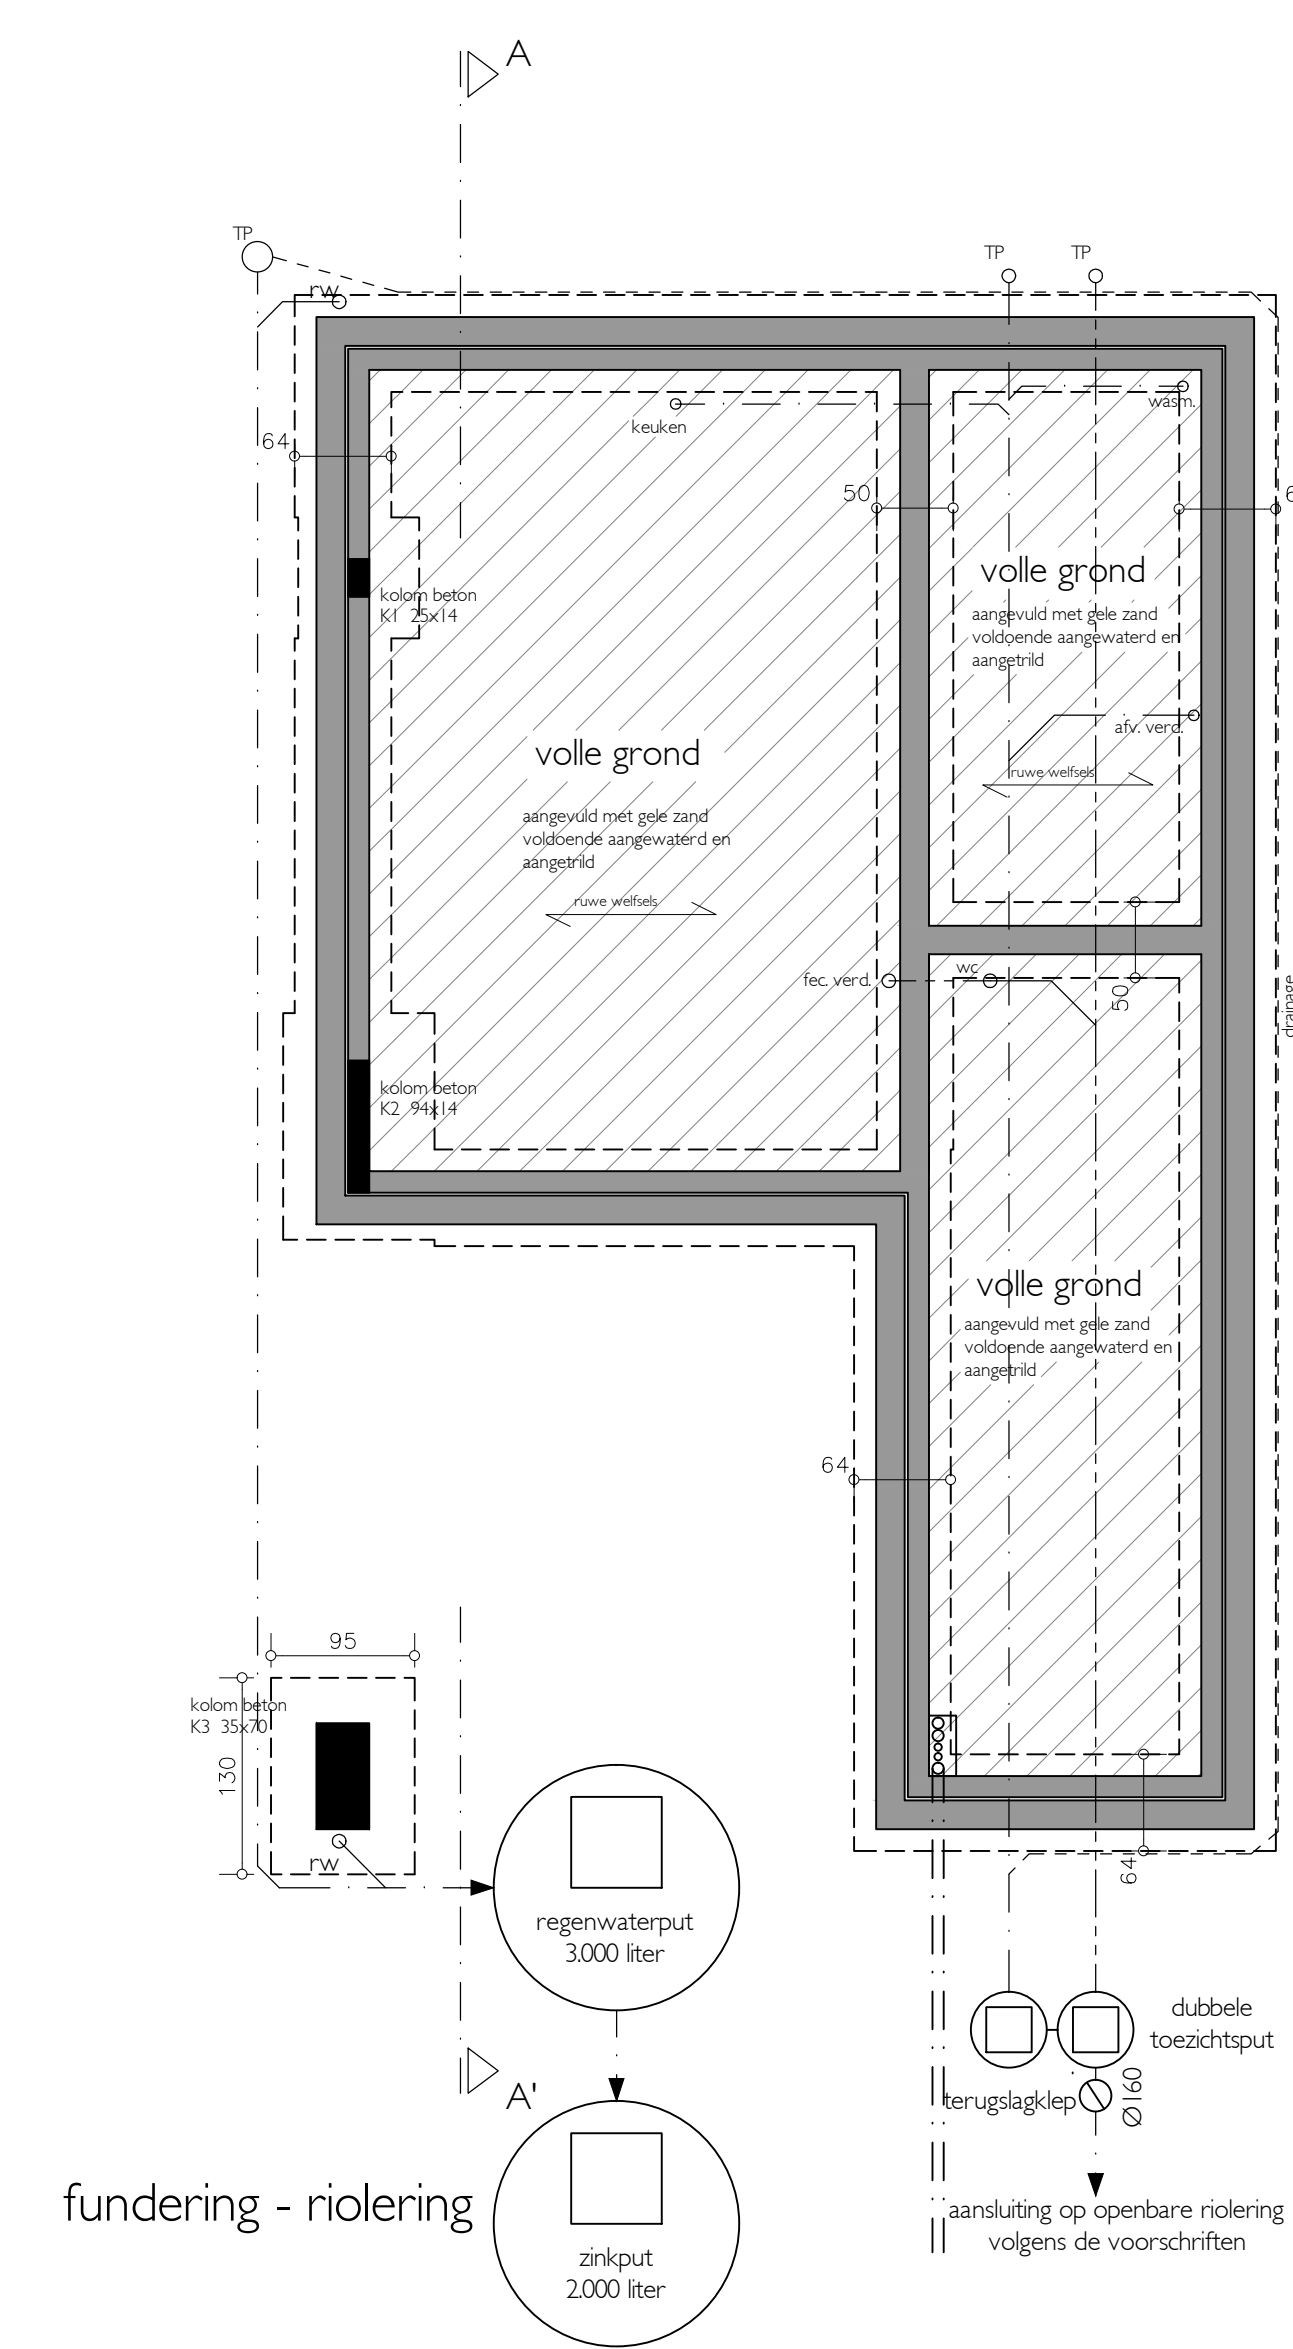 A
TP
TP
TP
rw
wasm.
keuken
64
50
6
volle grond
aangevuld met gele zand
voldoende aangewaterd en
aangetrild
kolom beton
K1 25x14
afv. verd.
ruwe welfsels
volle grond
aangevuld met gele zand
voldoende aangewaterd en
aangetrild
ruwe welfsels
fec. verd.
wc
50
drainage
kolom beton
K2 94x14
volle grond
aangevuld met gele zand
voldoende aangewaterd en
aangetrild
64
95
kolom beton
K3 35x70
130
rw
64
regenwaterput
3.000 liter
dubbele
toezichtsput
A'
terugslagklep
Ø160
fundering - riolering
zinkput
2.000 liter
aansluiting op openbare riolering
volgens de voorschriften